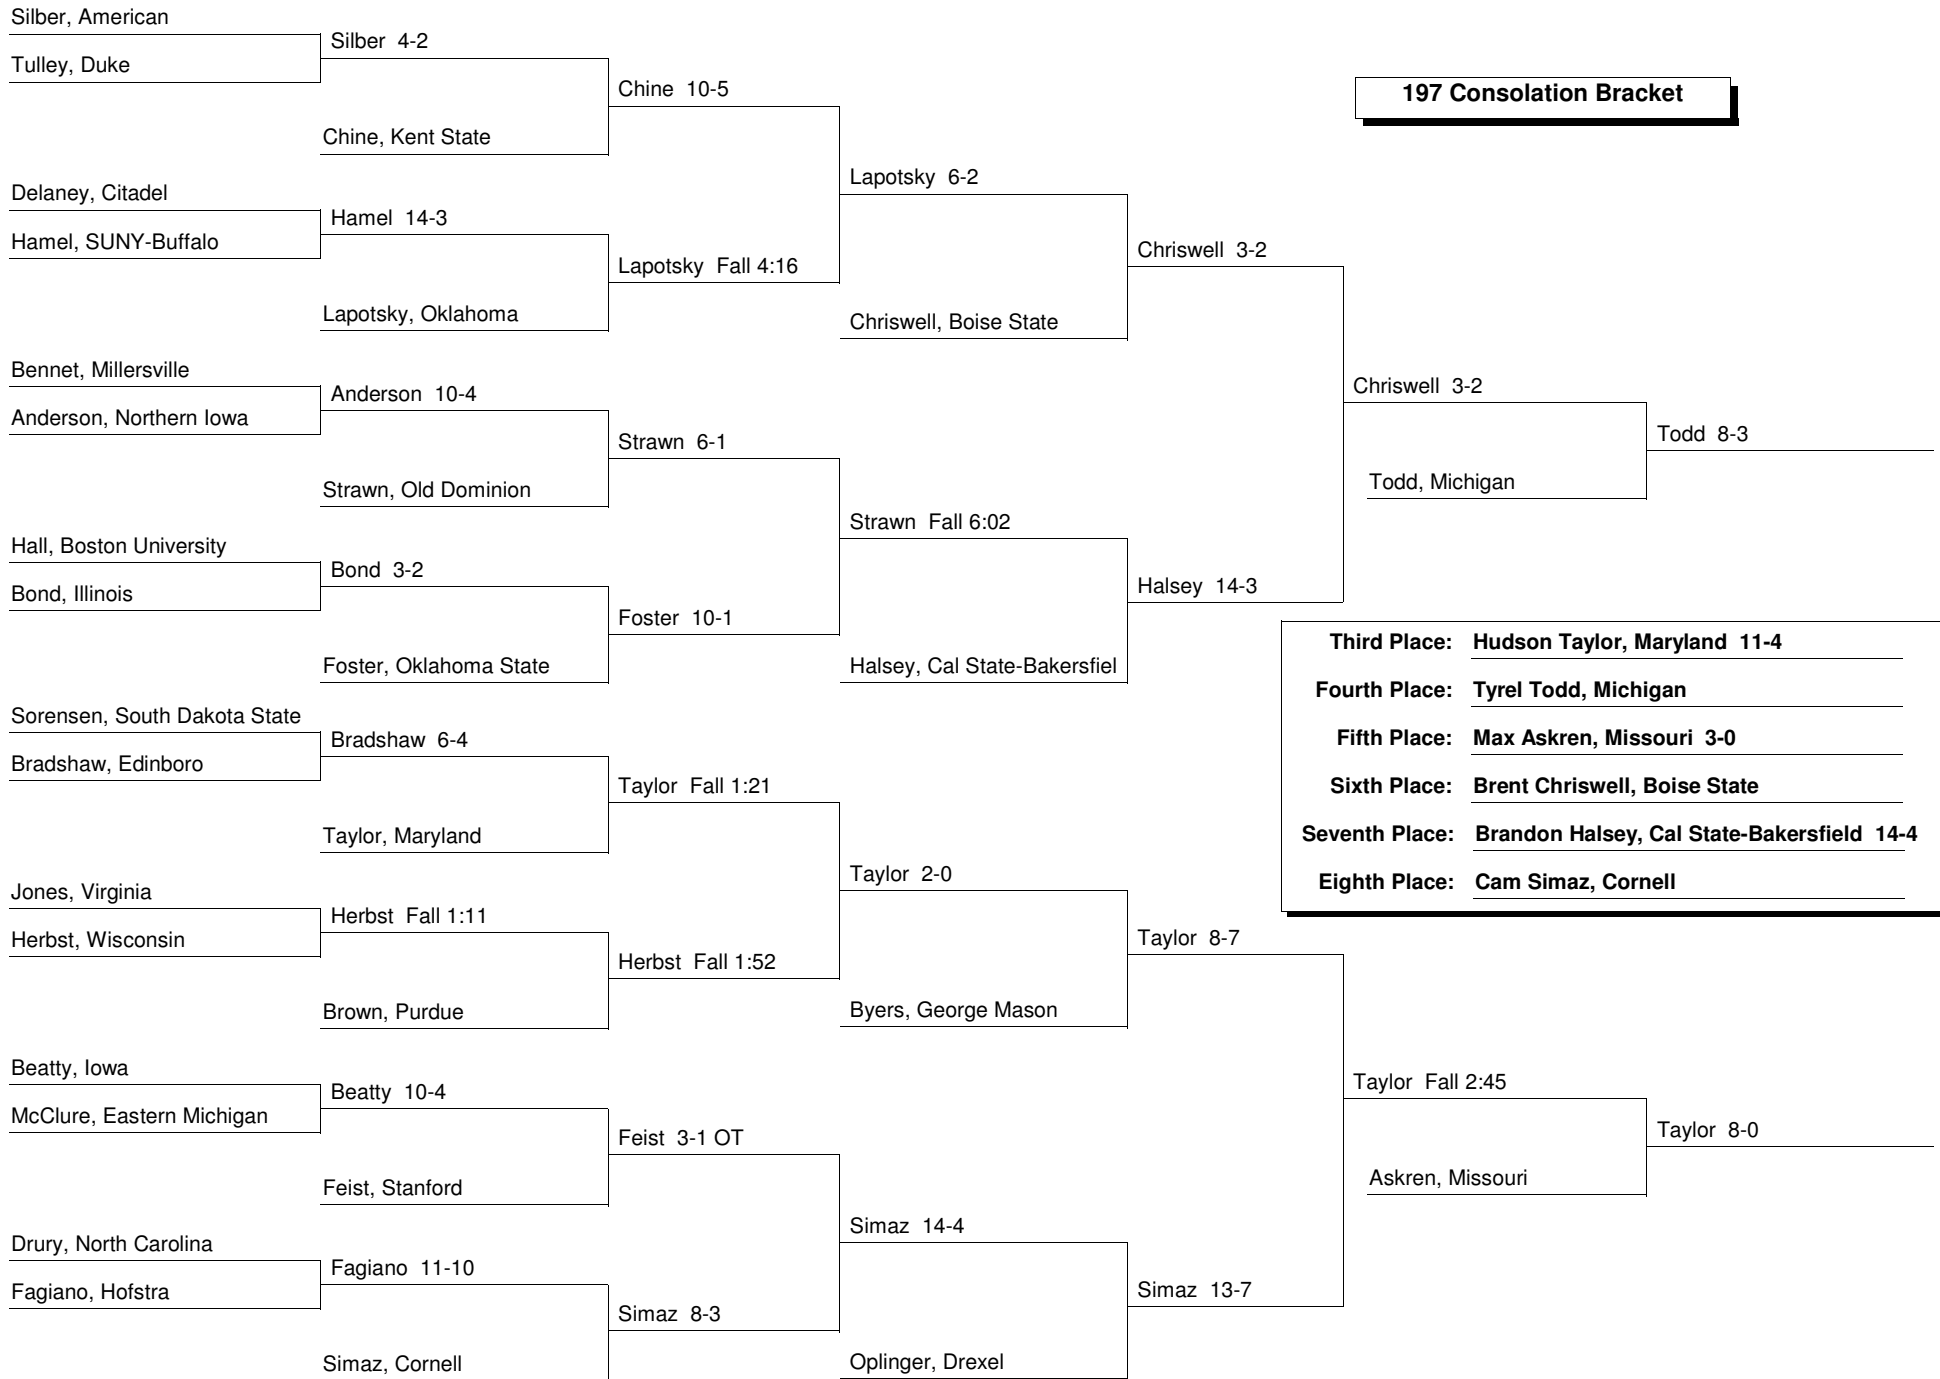 197 Consolation Bracket
Silber, American
Tulley, Duke
Delaney, Citadel
Hamel, SUNY-Buffalo
Bennet, Millersville
Anderson, Northern Iowa
Hall, Boston University
Bond, Illinois
Sorensen, South Dakota State
Bradshaw, Edinboro
Jones, Virginia
Herbst, Wisconsin
Beatty, Iowa
McClure, Eastern Michigan
Drury, North Carolina
Fagiano, Hofstra
Silber 4-2
Chine, Kent State
Hamel 14-3
Lapotsky, Oklahoma
Anderson 10-4
Strawn, Old Dominion
Bond 3-2
Foster, Oklahoma State
Bradshaw 6-4
Taylor, Maryland
Herbst Fall 1:11
Brown, Purdue
Beatty 10-4
Feist, Stanford
Fagiano 11-10
Simaz, Cornell
Chine 10-5
Lapotsky Fall 4:16
Strawn 6-1
Foster 10-1
Taylor Fall 1:21
Herbst Fall 1:52
Feist 3-1 OT
Simaz 8-3
Lapotsky 6-2
Chriswell, Boise State
Strawn Fall 6:02
Halsey, Cal State-Bakersfiel
Taylor 2-0
Byers, George Mason
Simaz 14-4
Oplinger, Drexel
Chriswell 3-2
Halsey 14-3
Taylor 8-7
Simaz 13-7
Chriswell 3-2
Todd, Michigan
Taylor Fall 2:45
Askren, Missouri
Todd 8-3
Taylor 8-0
Third Place: Hudson Taylor, Maryland 11-4
Fourth Place: Tyrel Todd, Michigan
Fifth Place: Max Askren, Missouri 3-0
Sixth Place: Brent Chriswell, Boise State
Seventh Place: Brandon Halsey, Cal State-Bakersfield 14-4
Eighth Place: Cam Simaz, Cornell